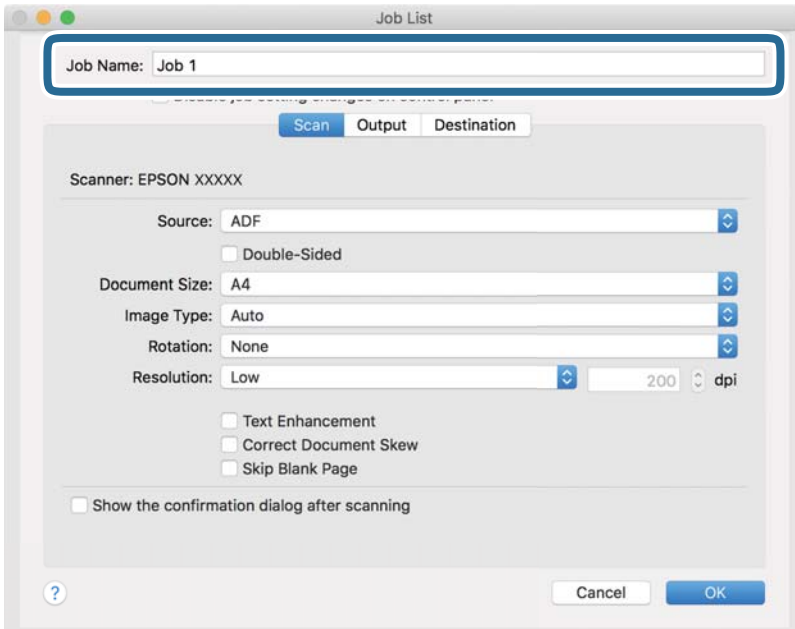 Job List
Job Name: Job 1
Scan Output Destination
Scanner: EPSON XXXXX
Source: ADF
Double-Sided
Document Size: A4
Image Type: Auto
Rotation: None
Resolution: Low 200 dpi
Text Enhancement
Correct Document Skew
Skip Blank Page
Show the confirmation dialog after scanning
? Cancel OK